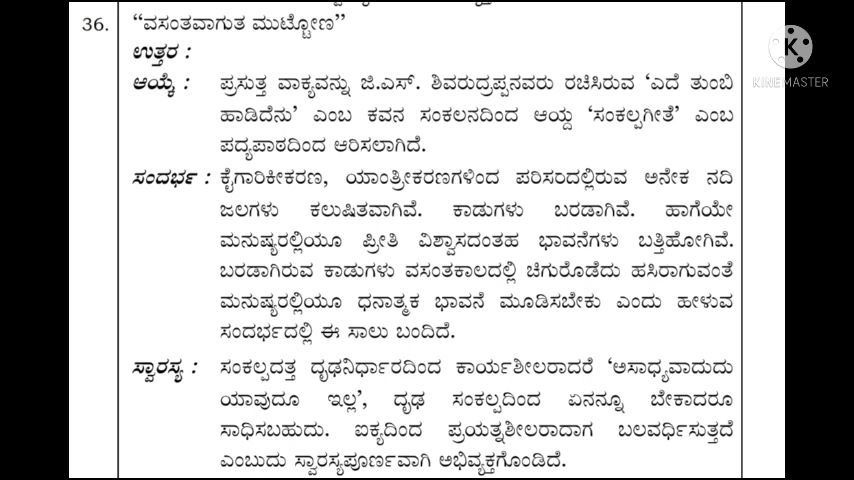 36. “ವಸಂತವಾಗುತ ಮುಟ್ಟೋಣ”
ಉತ್ತರ :
ಆಯ್ಕೆ : ಪ್ರಸುತ್ತ ವಾಕ್ಯವನ್ನು ಜಿ.ಎಸ್. ಶಿವರುದ್ರಪ್ಪನವರು ರಚಿಸಿರುವ ‘ಎದೆ ತುಂಬಿ
ಹಾಡಿದೆನು’ ಎಂಬ ಕವನ ಸಂಕಲನದಿಂದ ಆಯ್ದ ‘ಸಂಕಲ್ಪಗೀತೆ’ ಎಂಬ
ಪದ್ಯಪಾಠದಿಂದ ಆರಿಸಲಾಗಿದೆ.
ಸಂದರ್ಭ : ಕೈಗಾರಿಕೀಕರಣ, ಯಾಂತ್ರೀಕರಣಗಳಿಂದ ಪರಿಸರದಲ್ಲಿರುವ ಅನೇಕ ನದಿ
ಜಲಗಳು ಕಲುಷಿತವಾಗಿವೆ. ಕಾಡುಗಳು ಬರಡಾಗಿವೆ. ಹಾಗೆಯೇ
ಮನುಷ್ಯರಲ್ಲಿಯೂ ಪ್ರೀತಿ ವಿಶ್ವಾಸದಂತಹ ಭಾವನೆಗಳು ಬತ್ತಿಹೋಗಿವೆ.
ಬರಡಾಗಿರುವ ಕಾಡುಗಳು ವಸಂತಕಾಲದಲ್ಲಿ ಚಿಗುರೊಡೆದು ಹಸಿರಾಗುವಂತೆ
ಮನುಷ್ಯರಲ್ಲಿಯೂ ಧನಾತ್ಮಕ ಭಾವನೆ ಮೂಡಿಸಬೇಕು ಎಂದು ಹೇಳುವ
ಸಂದರ್ಭದಲ್ಲಿ ಈ ಸಾಲು ಬಂದಿದೆ.
ಸ್ವಾರಸ್ಯ : ಸಂಕಲ್ಪದತ್ತ ದೃಢನಿರ್ಧಾರದಿಂದ ಕಾರ್ಯಶೀಲರಾದರೆ ‘ಅಸಾಧ್ಯವಾದುದು
ಯಾವುದೂ ಇಲ್ಲ’, ದೃಢ ಸಂಕಲ್ಪದಿಂದ ಏನನ್ನೂ ಬೇಕಾದರೂ
ಸಾಧಿಸಬಹುದು. ಐಕ್ಯದಿಂದ ಪ್ರಯತ್ನಶೀಲರಾದಾಗ ಬಲವರ್ಧಿಸುತ್ತದೆ
ಎಂಬುದು ಸ್ವಾರಸ್ಯಪೂರ್ಣವಾಗಿ ಅಭಿವ್ಯಕ್ತಗೊಂಡಿದೆ.
K
KINEMASTER